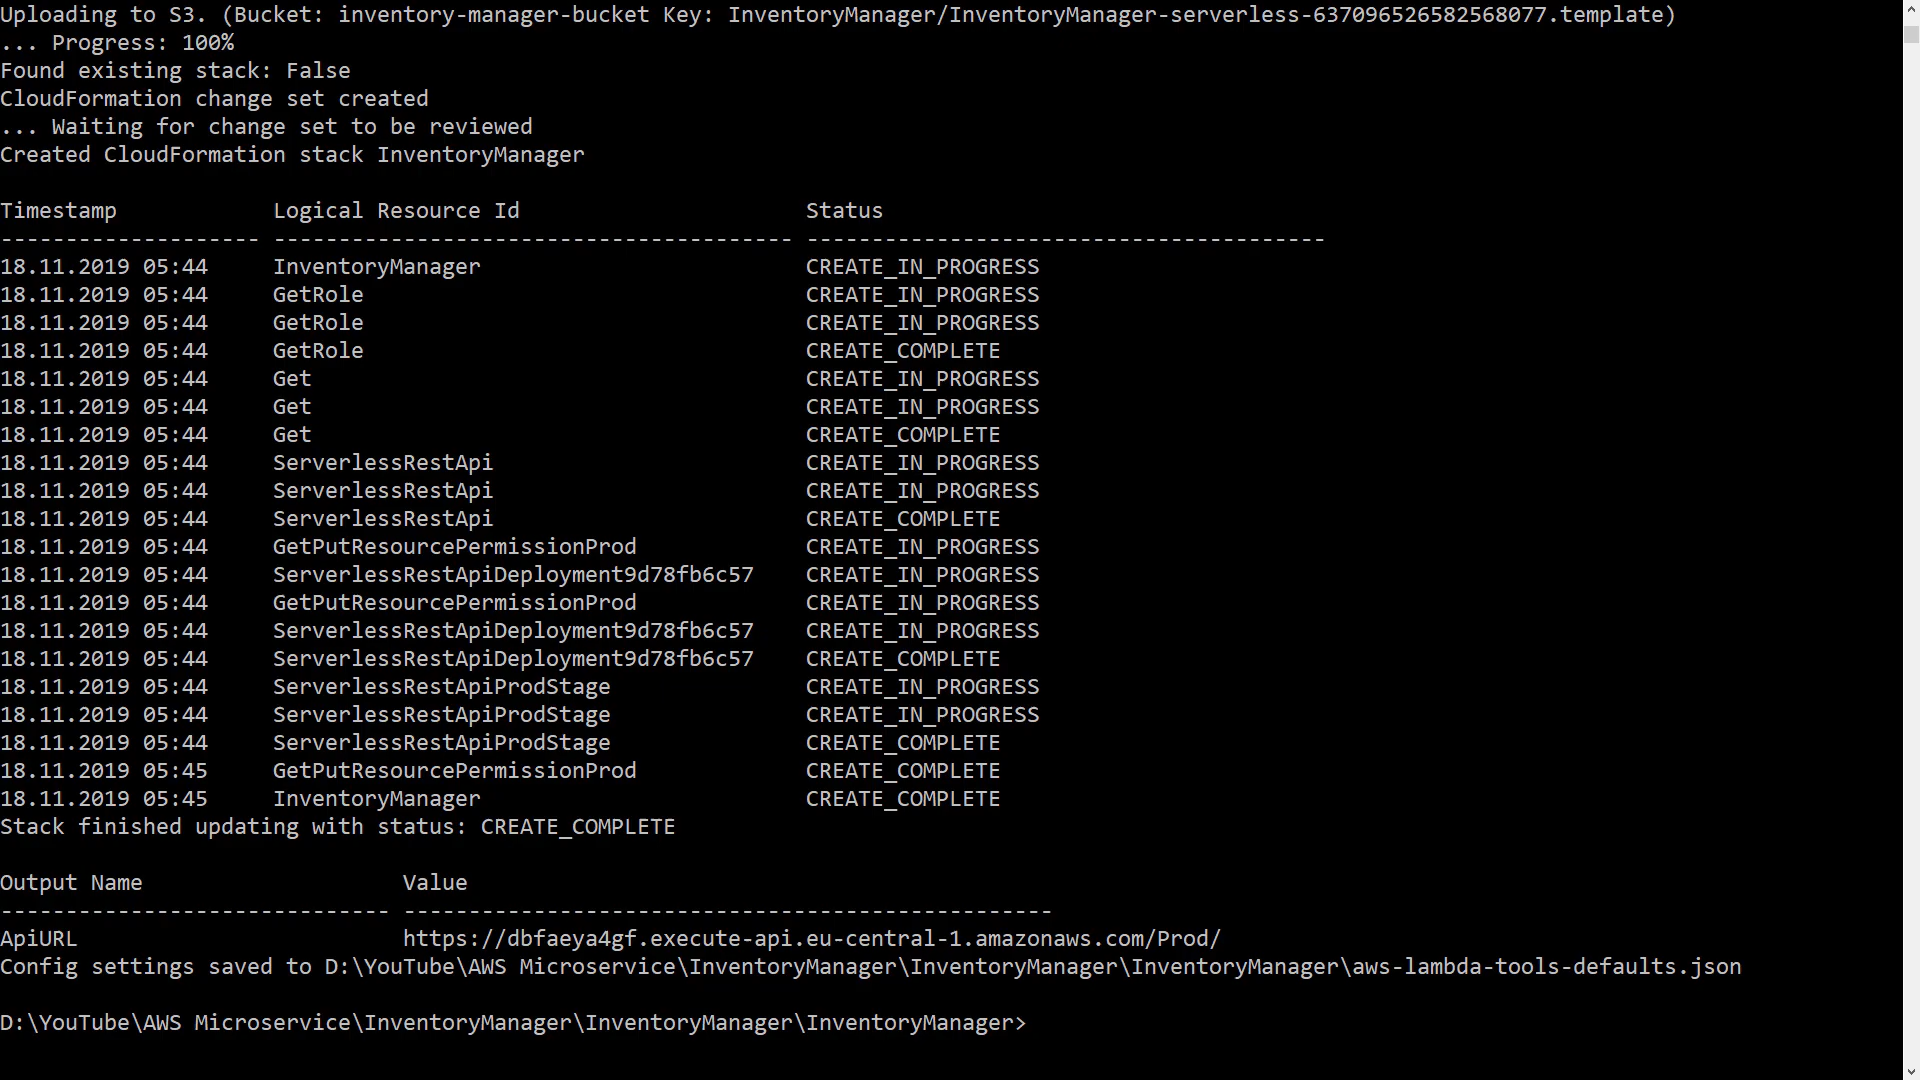 Uploading to S3. (Bucket: inventory-manager-bucket Key: InventoryManager/InventoryManager-serverless-637096526582568077.template)
... Progress: 100%
Found existing stack: False
CloudFormation change set created
... Waiting for change set to be reviewed
Created CloudFormation stack InventoryManager

Timestamp            Logical Resource Id                      Status
-------------------- ---------------------------------------- ----------------------------------------
18.11.2019 05:44     InventoryManager                         CREATE_IN_PROGRESS
18.11.2019 05:44     GetRole                                  CREATE_IN_PROGRESS
18.11.2019 05:44     GetRole                                  CREATE_IN_PROGRESS
18.11.2019 05:44     GetRole                                  CREATE_COMPLETE
18.11.2019 05:44     Get                                      CREATE_IN_PROGRESS
18.11.2019 05:44     Get                                      CREATE_IN_PROGRESS
18.11.2019 05:44     Get                                      CREATE_COMPLETE
18.11.2019 05:44     ServerlessRestApi                        CREATE_IN_PROGRESS
18.11.2019 05:44     ServerlessRestApi                        CREATE_IN_PROGRESS
18.11.2019 05:44     ServerlessRestApi                        CREATE_COMPLETE
18.11.2019 05:44     GetPutResourcePermissionProd             CREATE_IN_PROGRESS
18.11.2019 05:44     ServerlessRestApiDeployment9d78fb6c57    CREATE_IN_PROGRESS
18.11.2019 05:44     GetPutResourcePermissionProd             CREATE_IN_PROGRESS
18.11.2019 05:44     ServerlessRestApiDeployment9d78fb6c57    CREATE_IN_PROGRESS
18.11.2019 05:44     ServerlessRestApiDeployment9d78fb6c57    CREATE_COMPLETE
18.11.2019 05:44     ServerlessRestApiProdStage               CREATE_IN_PROGRESS
18.11.2019 05:44     ServerlessRestApiProdStage               CREATE_IN_PROGRESS
18.11.2019 05:44     ServerlessRestApiProdStage               CREATE_COMPLETE
18.11.2019 05:45     GetPutResourcePermissionProd             CREATE_COMPLETE
18.11.2019 05:45     InventoryManager                         CREATE_COMPLETE
Stack finished updating with status: CREATE_COMPLETE

Output Name                    Value
------------------------------ --------------------------------------------------
ApiURL                         https://dbfaeya4gf.execute-api.eu-central-1.amazonaws.com/Prod/
Config settings saved to D:\YouTube\AWS Microservice\InventoryManager\InventoryManager\InventoryManager\aws-lambda-tools-defaults.json

D:\YouTube\AWS Microservice\InventoryManager\InventoryManager\InventoryManager>